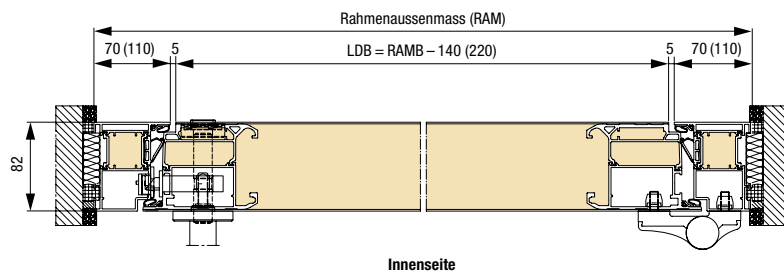 Rahmenaussenmass (RAM)
70 (110)
5
LDB = RAMB – 140 (220)
5
70 (110)
82
Innenseite